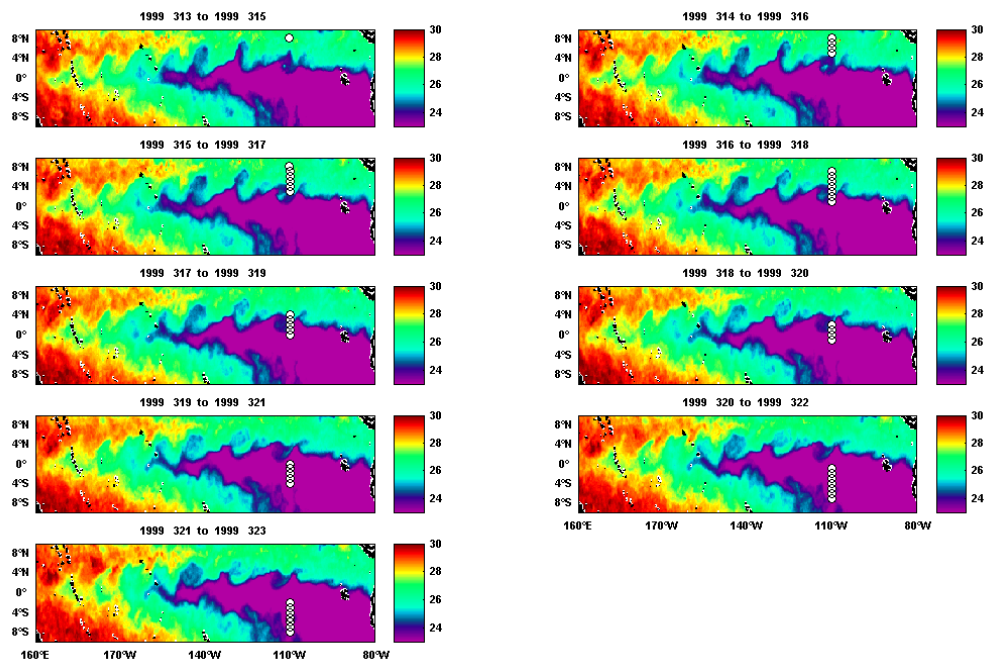 1999 313 to 1999 315
8°N
4°N
0°
4°S
8°S
30
28
26
24
1999 314 to 1999 316
8°N
4°N
0°
4°S
8°S
30
28
26
24
1999 315 to 1999 317
8°N
4°N
0°
4°S
8°S
30
28
26
24
1999 316 to 1999 318
8°N
4°N
0°
4°S
8°S
30
28
26
24
1999 317 to 1999 319
8°N
4°N
0°
4°S
8°S
30
28
26
24
1999 318 to 1999 320
8°N
4°N
0°
4°S
8°S
30
28
26
24
1999 319 to 1999 321
8°N
4°N
0°
4°S
8°S
30
28
26
24
1999 320 to 1999 322
8°N
4°N
0°
4°S
8°S
30
28
26
24
160°E 170°W 140°W 110°W 80°W
1999 321 to 1999 323
8°N
4°N
0°
4°S
8°S
30
28
26
24
160°E 170°W 140°W 110°W 80°W